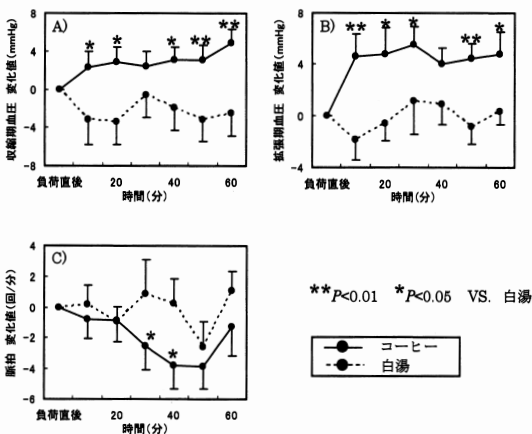 A)
収縮期血圧 変化値(mmHg)
8
4
0
-4
-8
* * * ** **
負荷直後 20 40 60
時間(分)
B)
拡張期血圧 変化値(mmHg)
8
4
0
-4
-8
** * * ** *
負荷直後 20 40 60
時間(分)
C)
脈拍 変化値(回/分)
4
2
0
-2
-4
-6
* *
負荷直後 20 40 60
時間(分)
**P<0.01 *P<0.05 VS. 白湯
コーヒー
白湯